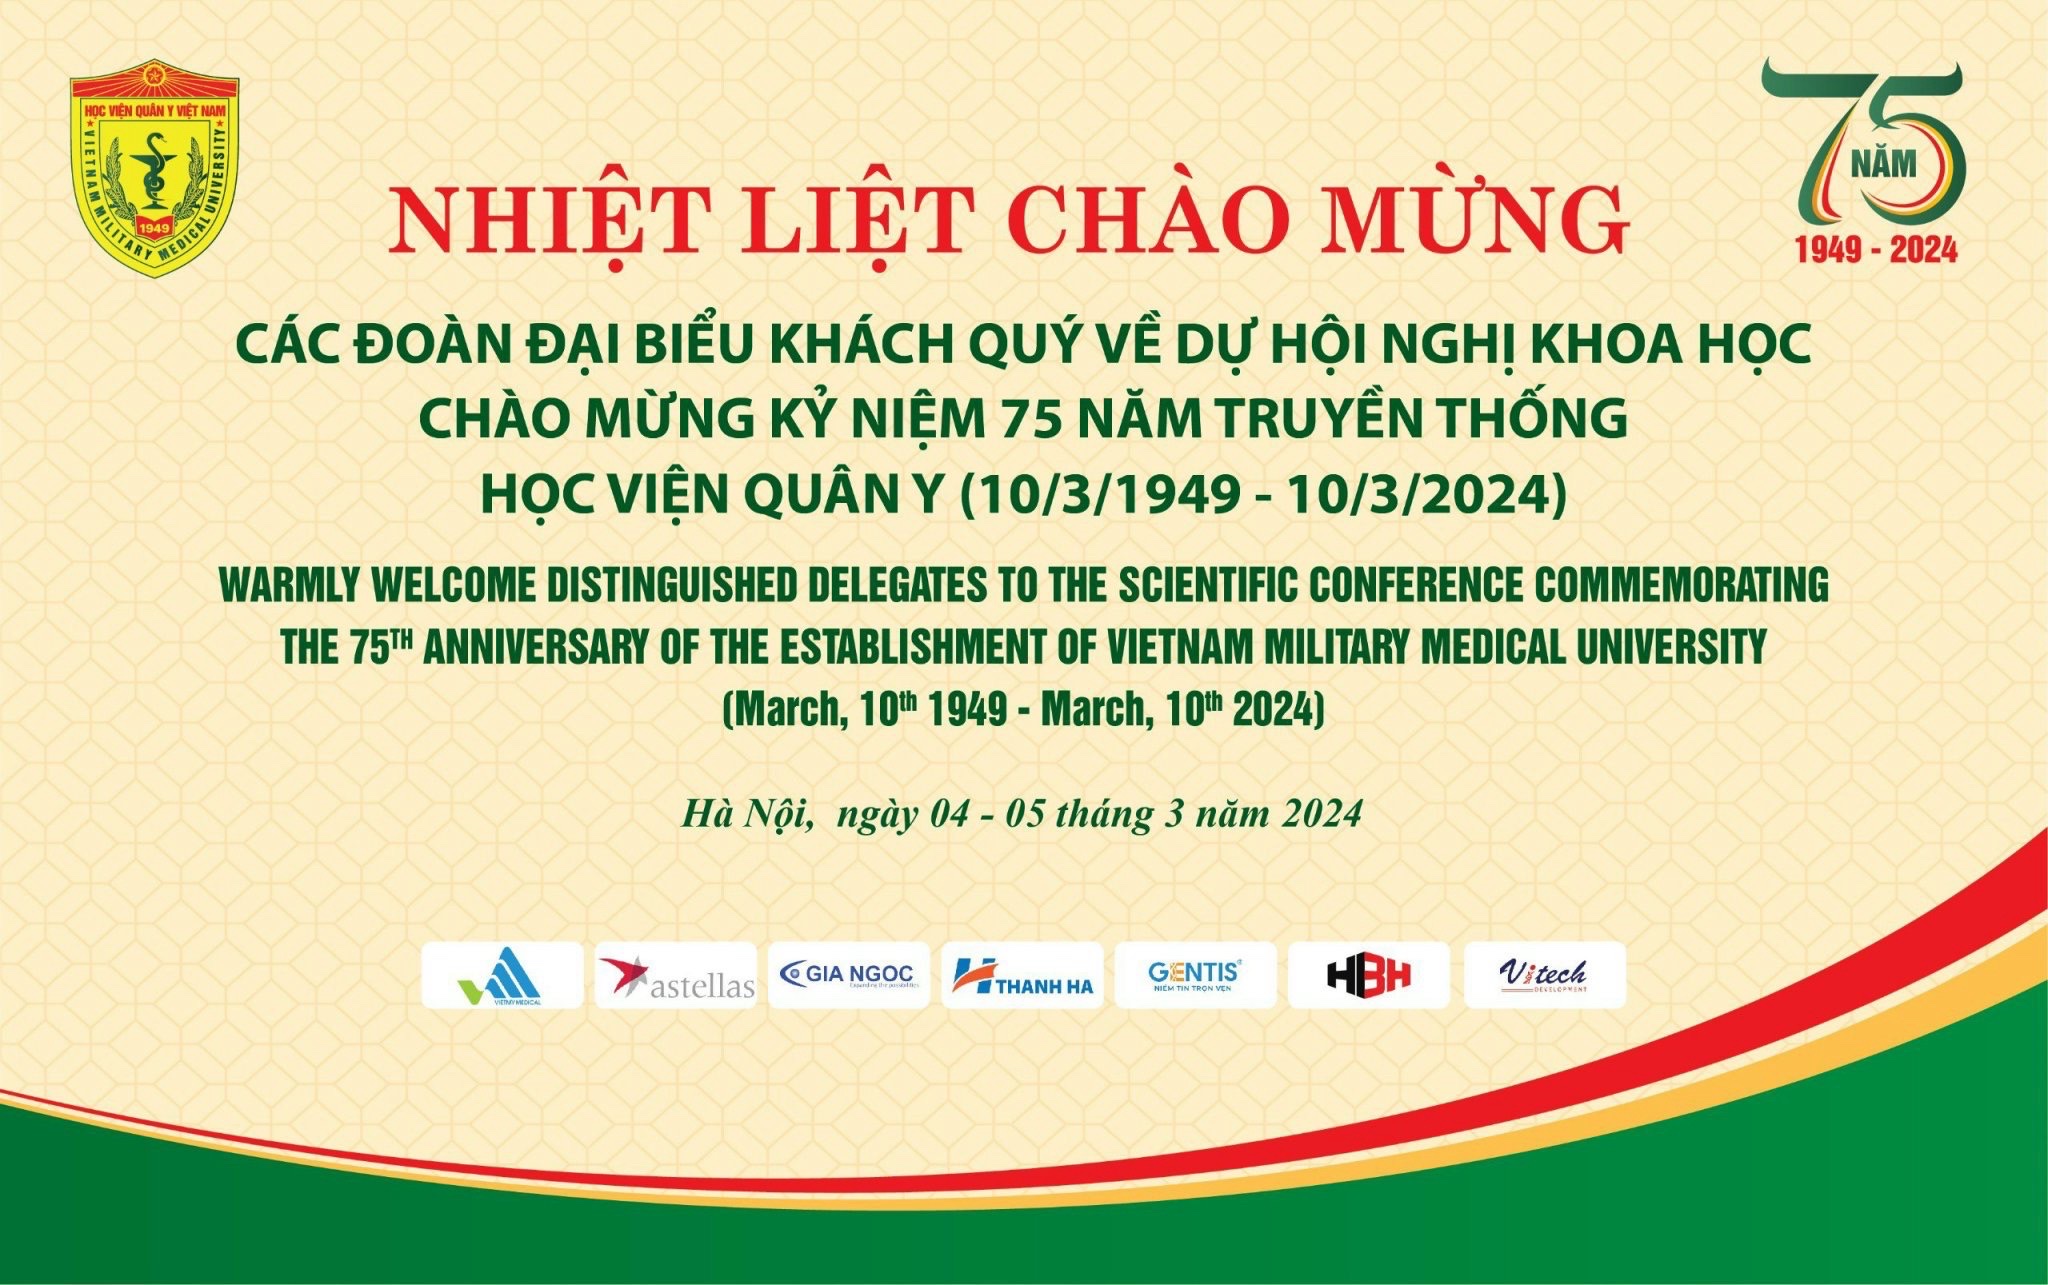 HỌC VIỆN QUÂN Y VIỆT NAM
VIETNAM MILITARY MEDICAL UNIVERSITY
1949
75
NĂM
1949 - 2024
NHIỆT LIỆT CHÀO MỪNG
CÁC ĐOÀN ĐẠI BIỂU KHÁCH QUÝ VỀ DỰ HỘI NGHỊ KHOA HỌC
CHÀO MỪNG KỶ NIỆM 75 NĂM TRUYỀN THỐNG
HỌC VIỆN QUÂN Y (10/3/1949 - 10/3/2024)
WARMLY WELCOME DISTINGUISHED DELEGATES TO THE SCIENTIFIC CONFERENCE COMMEMORATING
THE 75TH ANNIVERSARY OF THE ESTABLISHMENT OF VIETNAM MILITARY MEDICAL UNIVERSITY
(March, 10th 1949 - March, 10th 2024)
Hà Nội, ngày 04 - 05 tháng 3 năm 2024
VIETMY MEDICAL
astellas
GIA NGOC
Expanding the possibilities
THANH HA
GENTIS®
NIỀM TIN TRỌN VẸN
HBH
Vitech
DEVELOPMENT